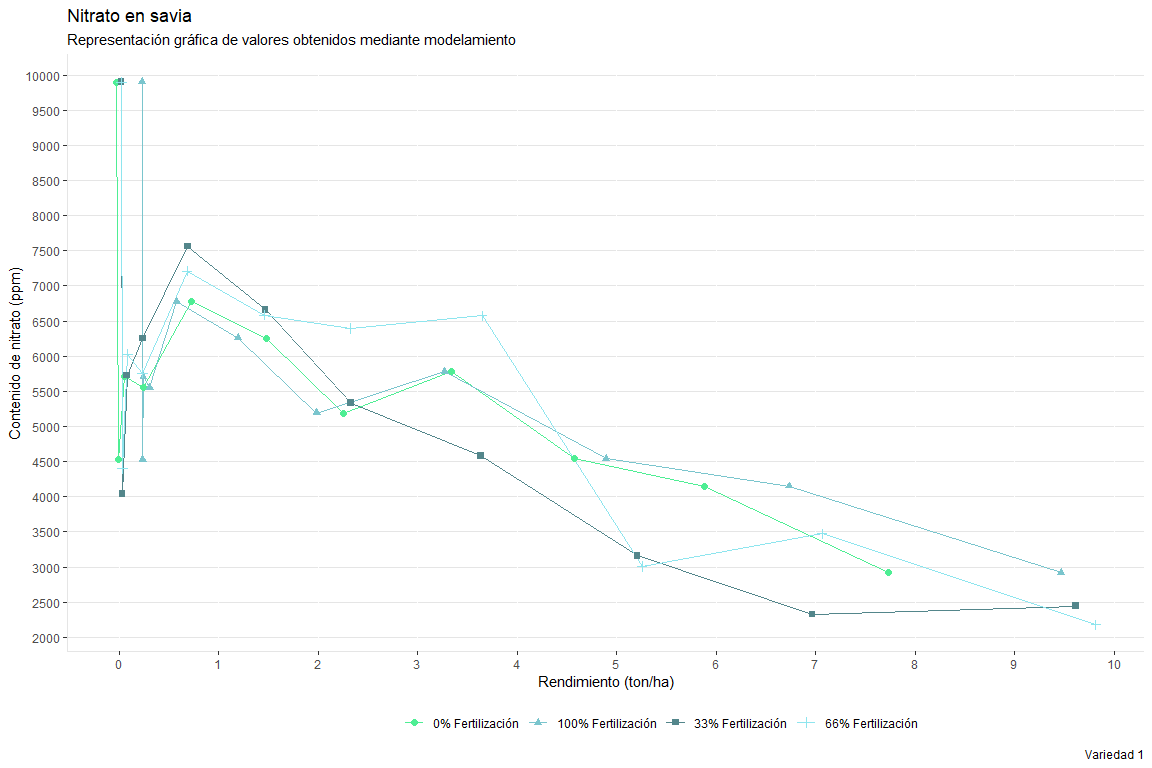 Nitrato en savia
Representación gráfica de valores obtenidos mediante modelamiento
Contenido de nitrato (ppm)
10000
9500
9000
8500
8000
7500
7000
6500
6000
5500
5000
4500
4000
3500
3000
2500
2000
0 1 2 3 4 5 6 7 8 9 10
Rendimiento (ton/ha)
0% Fertilización 100% Fertilización 33% Fertilización 66% Fertilización
Variedad 1